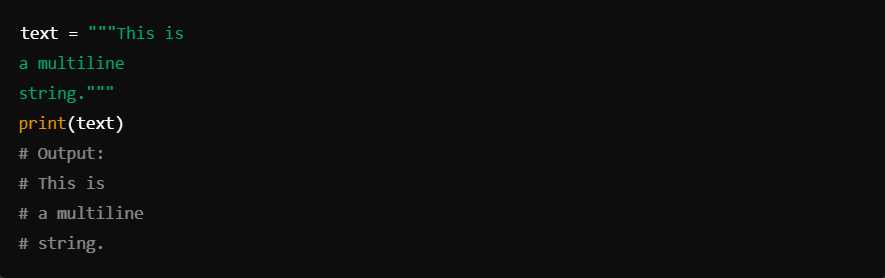 text = """This is
a multiline
string."""
print(text)
# Output:
# This is
# a multiline
# string.